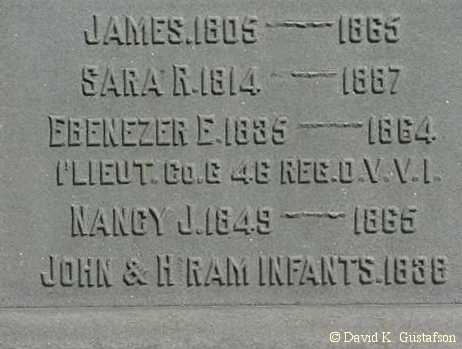 JAMES.1805 — 1865
SARA R.1814 — 1887
EBENEZER E.1835 — 1864
1'LIEUT. CO.G 46 REG.O.V.V.I.
NANCY J.1849 — 1865
JOHN & H RAM INFANTS.1838
© David K. Gustafson